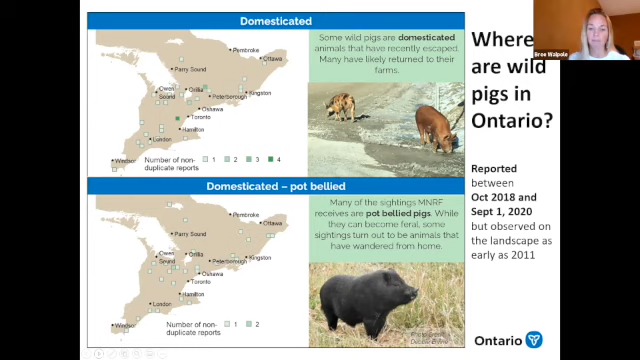 Domesticated
Pembroke
Ottawa
Parry Sound
Owen
Sound
Orillia
Peterborough
Kingston
Oshawa
Toronto
Hamilton
London
Windsor
Number of non-
duplicate reports
1 2 3 4
Some wild pigs are domesticated
animals that have recently escaped.
Many have likely returned to their
farms.
Domesticated - pot bellied
Pembroke
Ottawa
Parry Sound
Owen
Sound
Orillia
Peterborough
Kingston
Oshawa
Toronto
Hamilton
London
Windsor
Number of non-
duplicate reports
1 2
Many of the sightings MNRF
receives are pot bellied pigs. While
they can become feral, some
sightings turn out to be animals that
have wandered from home.
Where
are wild
pigs in
Ontario?
Reported
between
Oct 2018 and
Sept 1, 2020
but observed on
the landscape as
early as 2011
Ontario
Bree Walpole